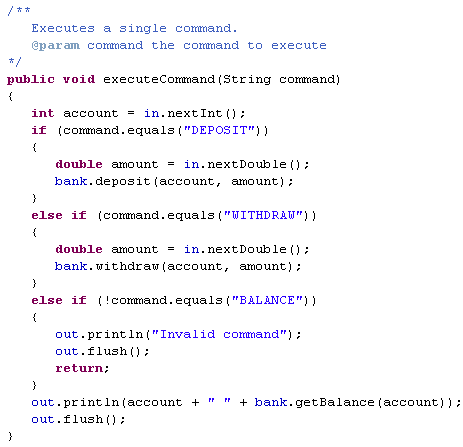 /**
   Executes a single command.
   @param command the command to execute
*/
public void executeCommand(String command)
{
   int account = in.nextInt();
   if (command.equals("DEPOSIT"))
   {
      double amount = in.nextDouble();
      bank.deposit(account, amount);
   }
   else if (command.equals("WITHDRAW"))
   {
      double amount = in.nextDouble();
      bank.withdraw(account, amount);
   }
   else if (!command.equals("BALANCE"))
   {
      out.println("Invalid command");
      out.flush();
      return;
   }
   out.println(account + " " + bank.getBalance(account));
   out.flush();
}